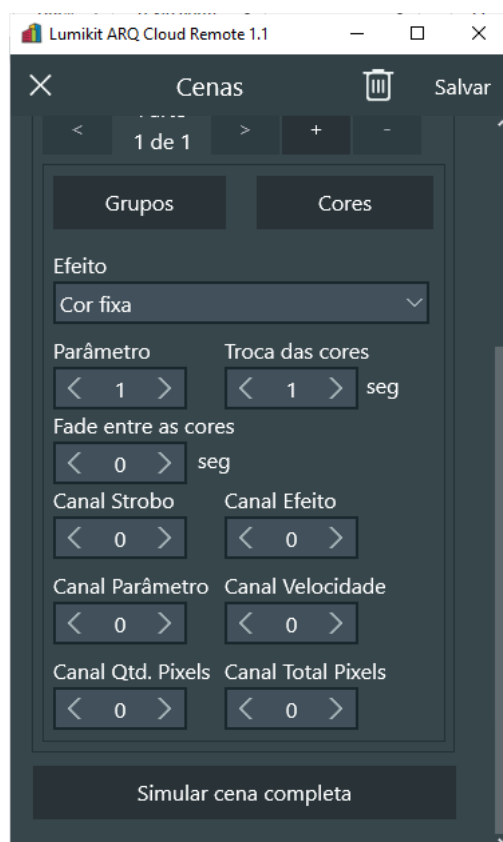 Lumikit ARQ Cloud Remote 1.1
Cenas Salvar
< 1 de 1 > + -
Grupos Cores
Efeito
Cor fixa
Parâmetro Troca das cores
< 1 > < 1 > seg
Fade entre as cores
< 0 > seg
Canal Strobo Canal Efeito
< 0 > < 0 >
Canal Parâmetro Canal Velocidade
< 0 > < 0 >
Canal Qtd. Pixels Canal Total Pixels
< 0 > < 0 >
Simular cena completa